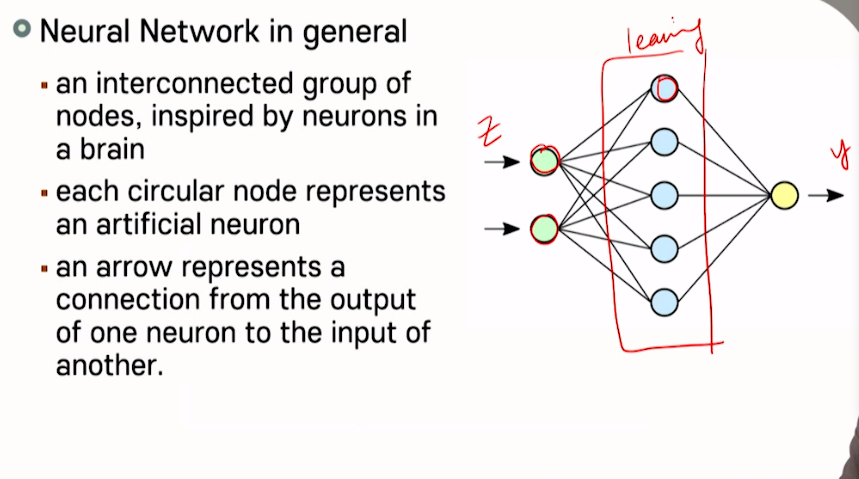 Neural Network in general
an interconnected group of
nodes, inspired by neurons in
a brain
each circular node represents
an artificial neuron
an arrow represents a
connection from the output
of one neuron to the input of
another.
z
y